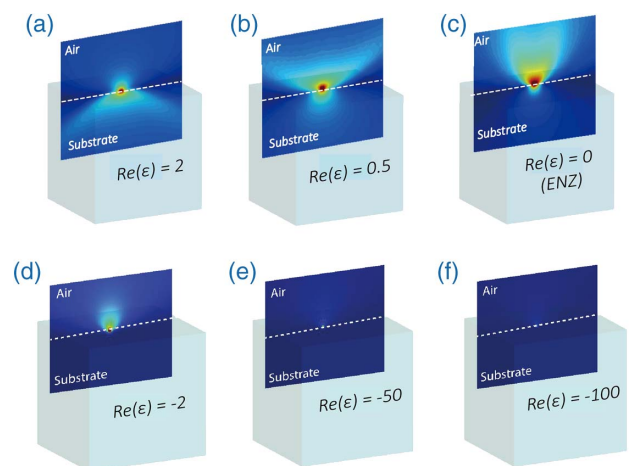 (a)
Air
Substrate
Re(ε) = 2
(b)
Air
Substrate
Re(ε) = 0.5
(c)
Air
Substrate
Re(ε) = 0
(ENZ)
(d)
Air
Substrate
Re(ε) = -2
(e)
Air
Substrate
Re(ε) = -50
(f)
Air
Substrate
Re(ε) = -100